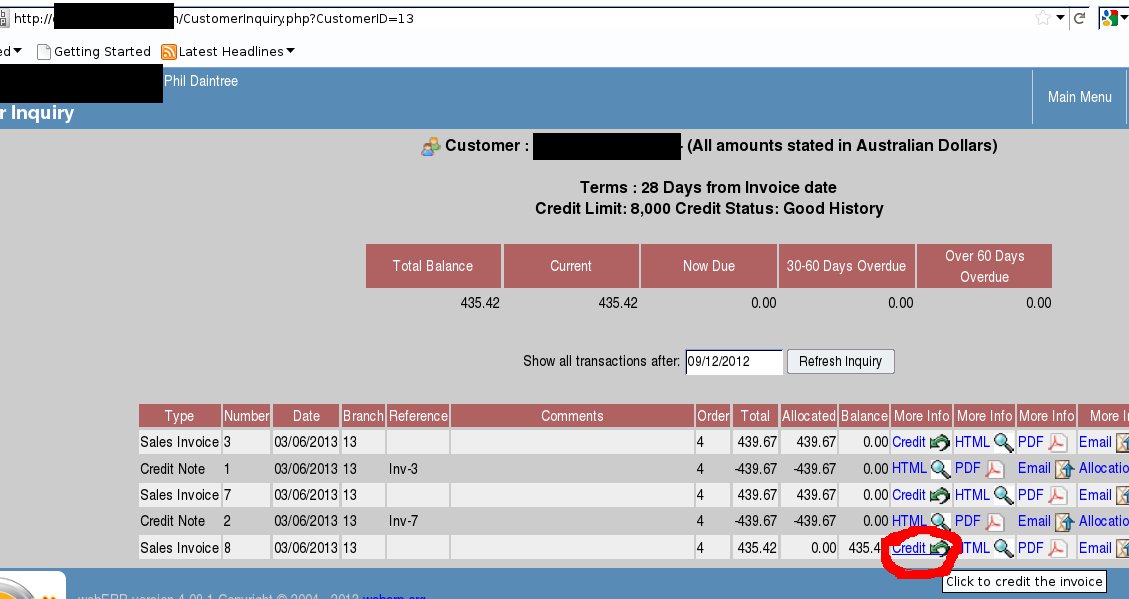 http:// /CustomerInquiry.php?CustomerID=13
Getting Started Latest Headlines
Phil Daintree
r Inquiry
Main Menu
Customer : (All amounts stated in Australian Dollars)
Terms : 28 Days from Invoice date
Credit Limit: 8,000 Credit Status: Good History
Total Balance Current Now Due 30-60 Days Overdue Over 60 Days
Overdue
435.42 435.42 0.00 0.00 0.00
Show all transactions after: 09/12/2012 Refresh Inquiry
Type Number Date Branch Reference Comments Order Total Allocated Balance More Info More Info More Info More I
Sales Invoice 3 03/06/2013 13 4 439.67 439.67 0.00 Credit HTML PDF Email
Credit Note 1 03/06/2013 13 Inv-3 4 -439.67 -439.67 0.00 HTML PDF Email Allocatio
Sales Invoice 7 03/06/2013 13 4 439.67 439.67 0.00 Credit HTML PDF Email
Credit Note 2 03/06/2013 13 Inv-7 4 -439.67 -439.67 0.00 HTML PDF Email Allocatio
Sales Invoice 8 03/06/2013 13 4 435.42 0.00 435.4 Credit HTML PDF Email
Click to credit the invoice
webERP version 4.08.1 Copyright © 2004 - 2012 weberp.org